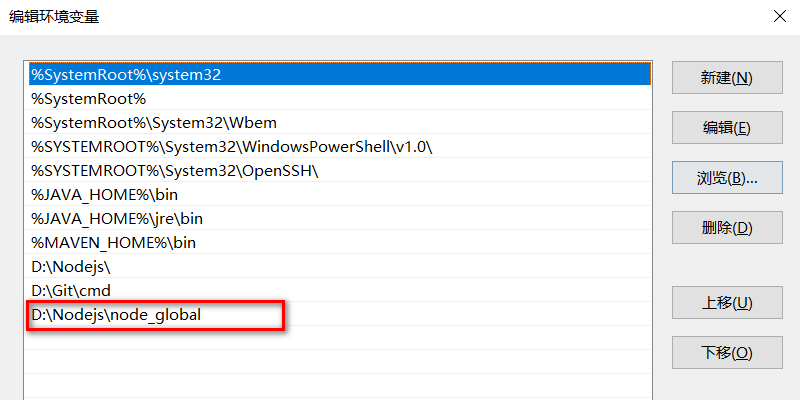 编辑环境变量
%SystemRoot%\system32
%SystemRoot%
%SystemRoot%\System32\Wbem
%SYSTEMROOT%\System32\WindowsPowerShell\v1.0\
%SYSTEMROOT%\System32\OpenSSH\
%JAVA_HOME%\bin
%JAVA_HOME%\jre\bin
%MAVEN_HOME%\bin
D:\Nodejs\
D:\Git\cmd
D:\Nodejs\node_global
新建(N)
编辑(E)
浏览(B)...
删除(D)
上移(U)
下移(O)